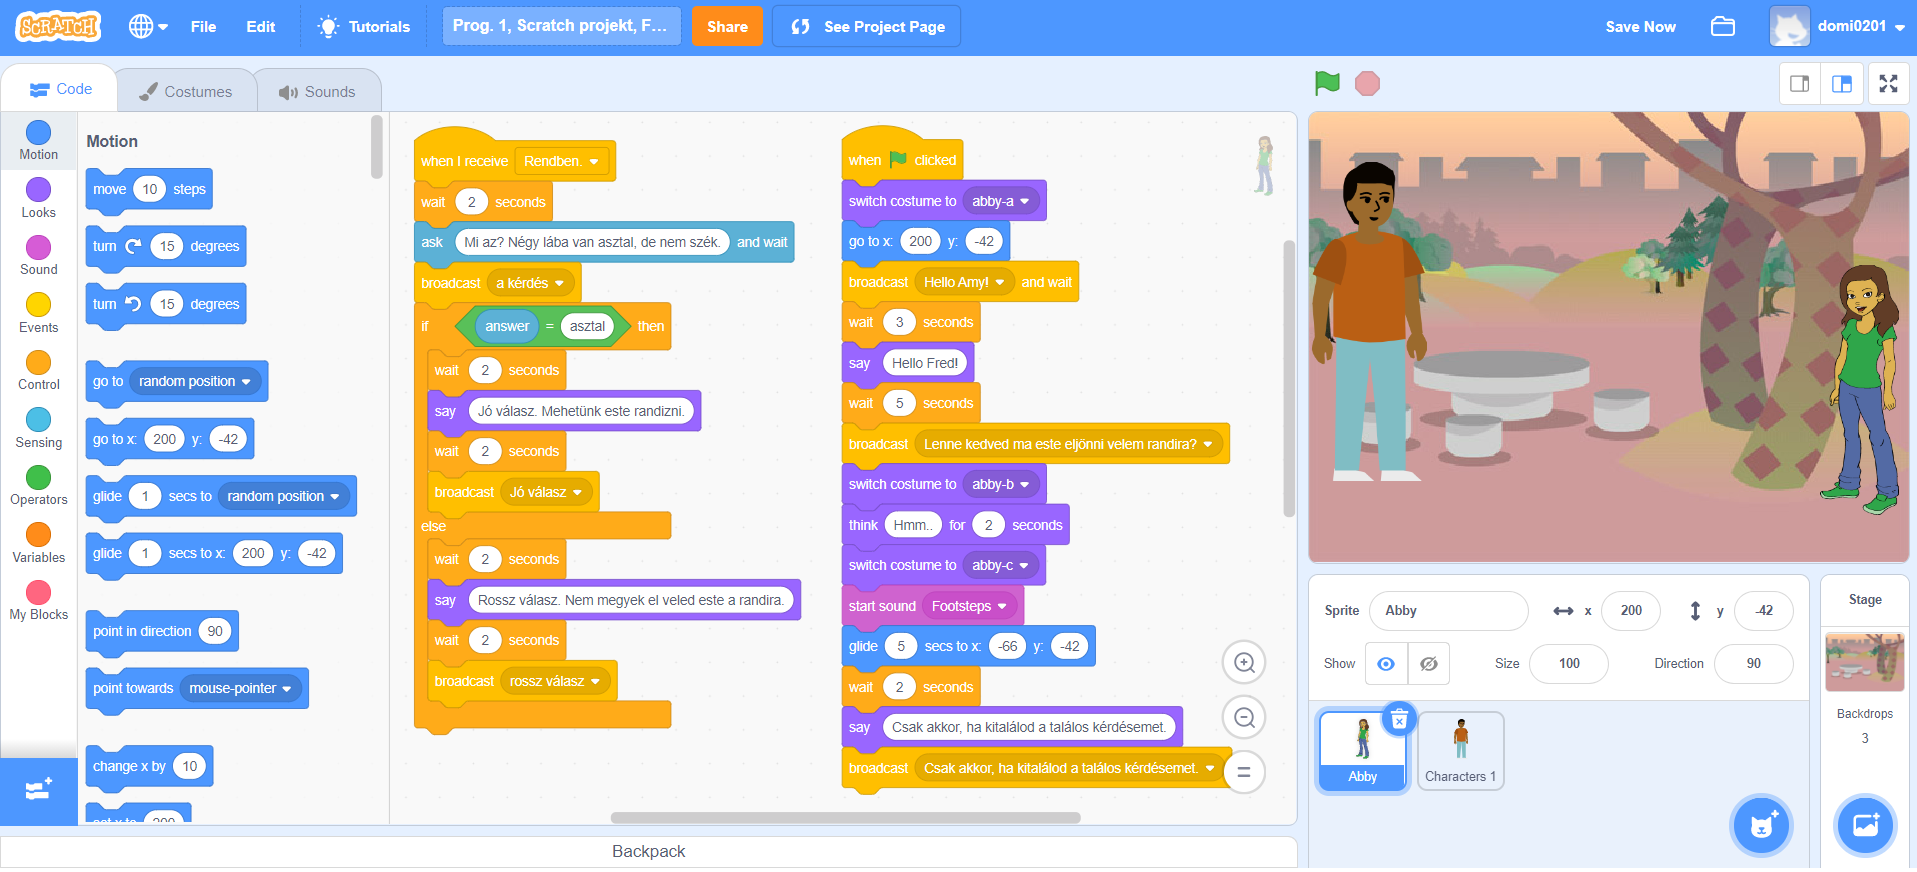 SCRATCH
File
Edit
Tutorials
Prog. 1, Scratch projekt, F...
Share
See Project Page
Save Now
domi0201
Code
Costumes
Sounds
Motion
Looks
Sound
Events
Control
Sensing
Operators
Variables
My Blocks
Motion
move 10 steps
turn 15 degrees
turn 15 degrees
go to random position
go to x: 200 y: -42
glide 1 secs to random position
glide 1 secs to x: 200 y: -42
point in direction 90
point towards mouse-pointer
change x by 10
set x to 200
when I receive Rendben.
wait 2 seconds
ask Mi az? Négy lába van asztal, de nem szék. and wait
broadcast a kérdés
if answer = asztal then
wait 2 seconds
say Jó válasz. Mehetünk este randizni.
wait 2 seconds
broadcast Jó válasz
else
wait 2 seconds
say Rossz válasz. Nem megyek el veled este a randira.
wait 2 seconds
broadcast rossz válasz
when clicked
switch costume to abby-a
go to x: 200 y: -42
broadcast Hello Amy! and wait
wait 3 seconds
say Hello Fred!
wait 5 seconds
broadcast Lenne kedved ma este eljönni velem randira?
switch costume to abby-b
think Hmm.. for 2 seconds
switch costume to abby-c
start sound Footsteps
glide 5 secs to x: -66 y: -42
wait 2 seconds
say Csak akkor, ha kitalálod a találos kérdésemet.
broadcast Csak akkor, ha kitalálod a találos kérdésemet.
Sprite Abby x 200 y -42
Show Size 100 Direction 90
Abby
Characters 1
Stage
Backdrops
3
Backpack